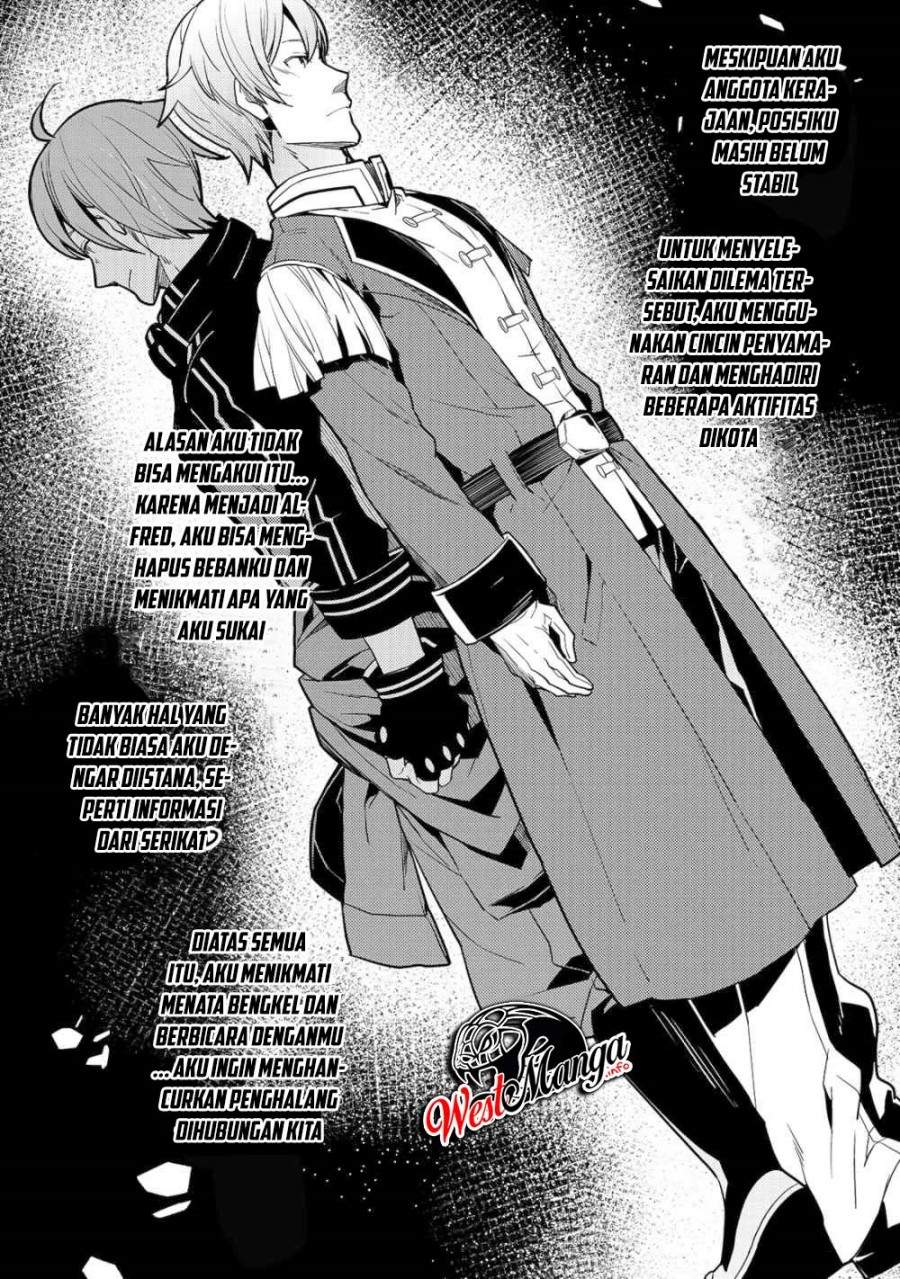 MESKIPUAN AKU
ANGGOTA KERA-
JAAN, POSISIKU
MASIH BELUM
STABIL
UNTUK MENYELE-
SAIKAN DILEMA TER-
SEBUT, AKU MENGGU-
NAKAN CINCIN PENYAMA-
RAN DAN MENGHADIRI
BEBERAPA AKTIFITAS
DIKOTA
ALASAN AKU TIDAK
BISA MENGAKUI ITU...
KARENA MENJADI AL-
FRED, AKU BISA MENG-
HAPUS BEBANKU DAN
MENIKMATI APA YANG
AKU SUKAI
BANYAK HAL YANG
TIDAK BIASA AKU DE-
NGAR DIISTANA, SE-
PERTI INFORMASI
DARI SERIKAT
DIATAS SEMUA
ITU, AKU MENIKMATI
MENATA BENGKEL DAN
BERBICARA DENGANMU
... AKU INGIN MENGHAN-
CURKAN PENGHALANG
DIHUBUNGAN KITA
WestManga
.info